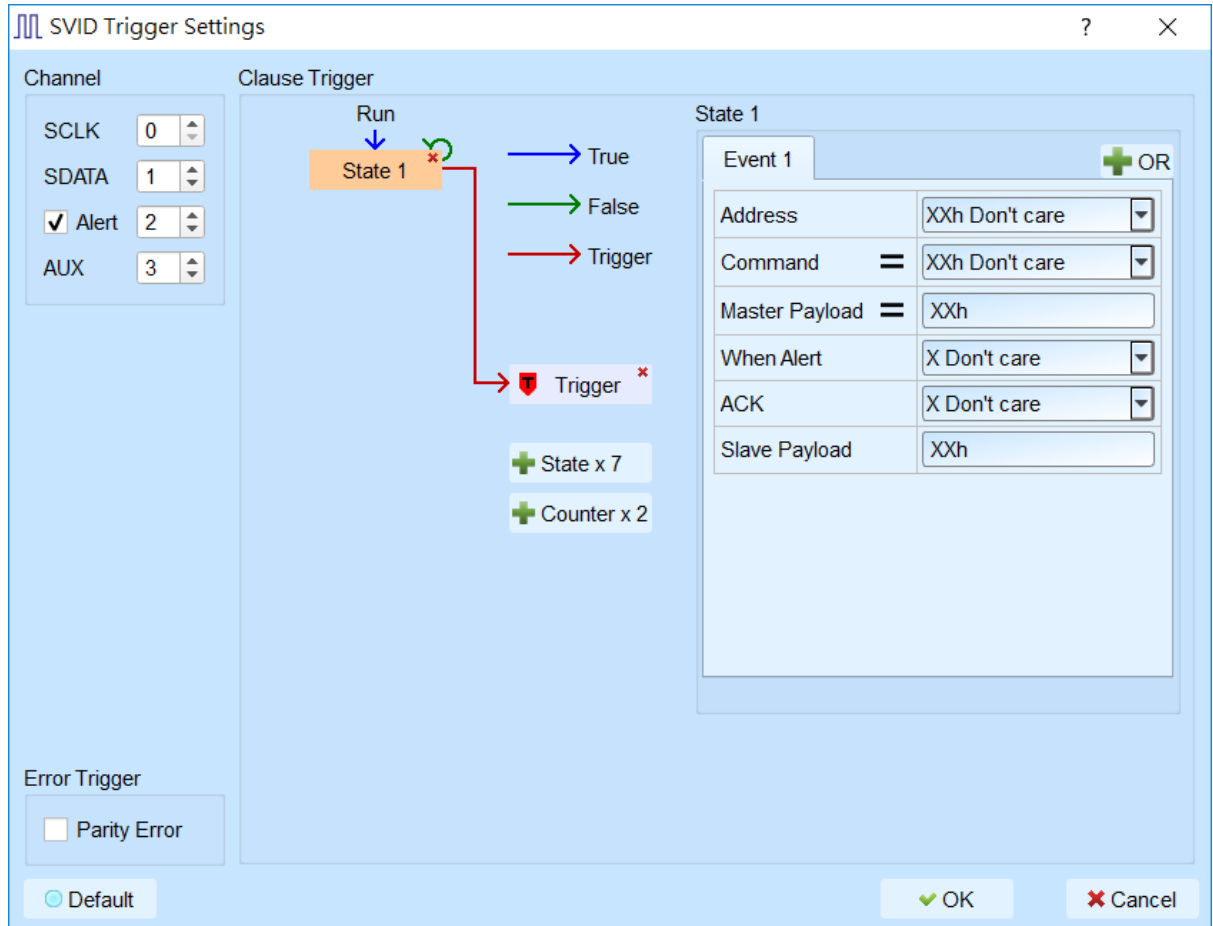 SVID Trigger Settings
?
Channel
SCLK 0
SDATA 1
Alert 2
AUX 3
Clause Trigger
Run
State 1
True
False
Trigger
T Trigger
State x 7
Counter x 2
State 1
Event 1
OR
Address XXh Don't care
Command = XXh Don't care
Master Payload = XXh
When Alert X Don't care
ACK X Don't care
Slave Payload XXh
Error Trigger
Parity Error
Default
OK
Cancel